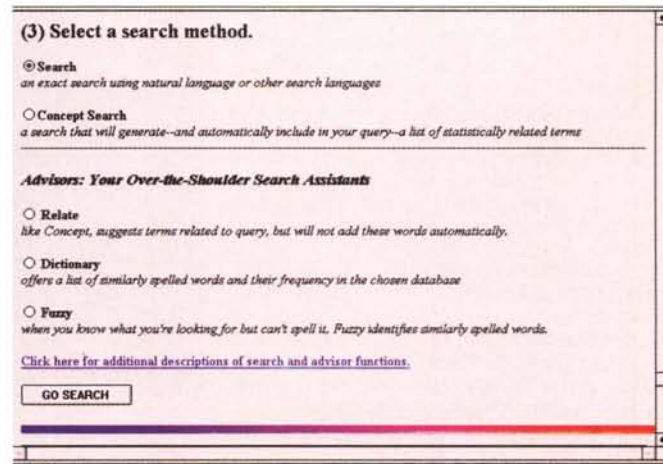 (3) Select a search method.
Search
an exact search using natural language or other search languages
Concept Search
a search that will generate--and automatically include in your query--a list of statistically related terms
Advisors: Your Over-the-Shoulder Search Assistants
Relate
like Concept, suggests terms related to query, but will not add these words automatically.
Dictionary
offers a list of similarly spelled words and their frequency in the chosen database
Fuzzy
when you know what you're looking for but can't spell it, Fuzzy identifies similarly spelled words.
Click here for additional descriptions of search and advisor functions.
GO SEARCH